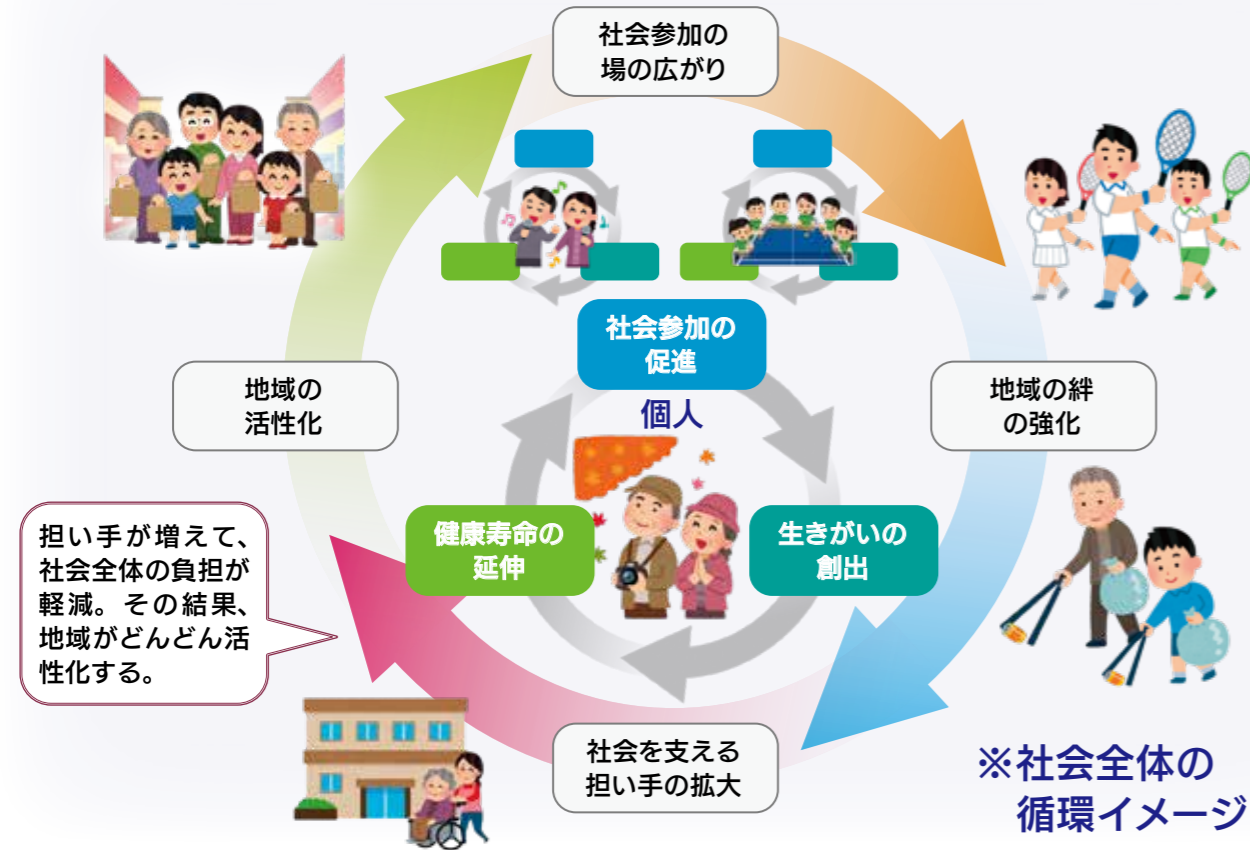 社会参加の
場の広がり
社会参加の
促進
個人
地域の
活性化
地域の絆
の強化
健康寿命の
延伸
生きがいの
創出
担い手が増えて、
社会全体の負担が
軽減。その結果、
地域がどんどん活
性化する。
社会を支える
担い手の拡大
※社会全体の
循環イメージ